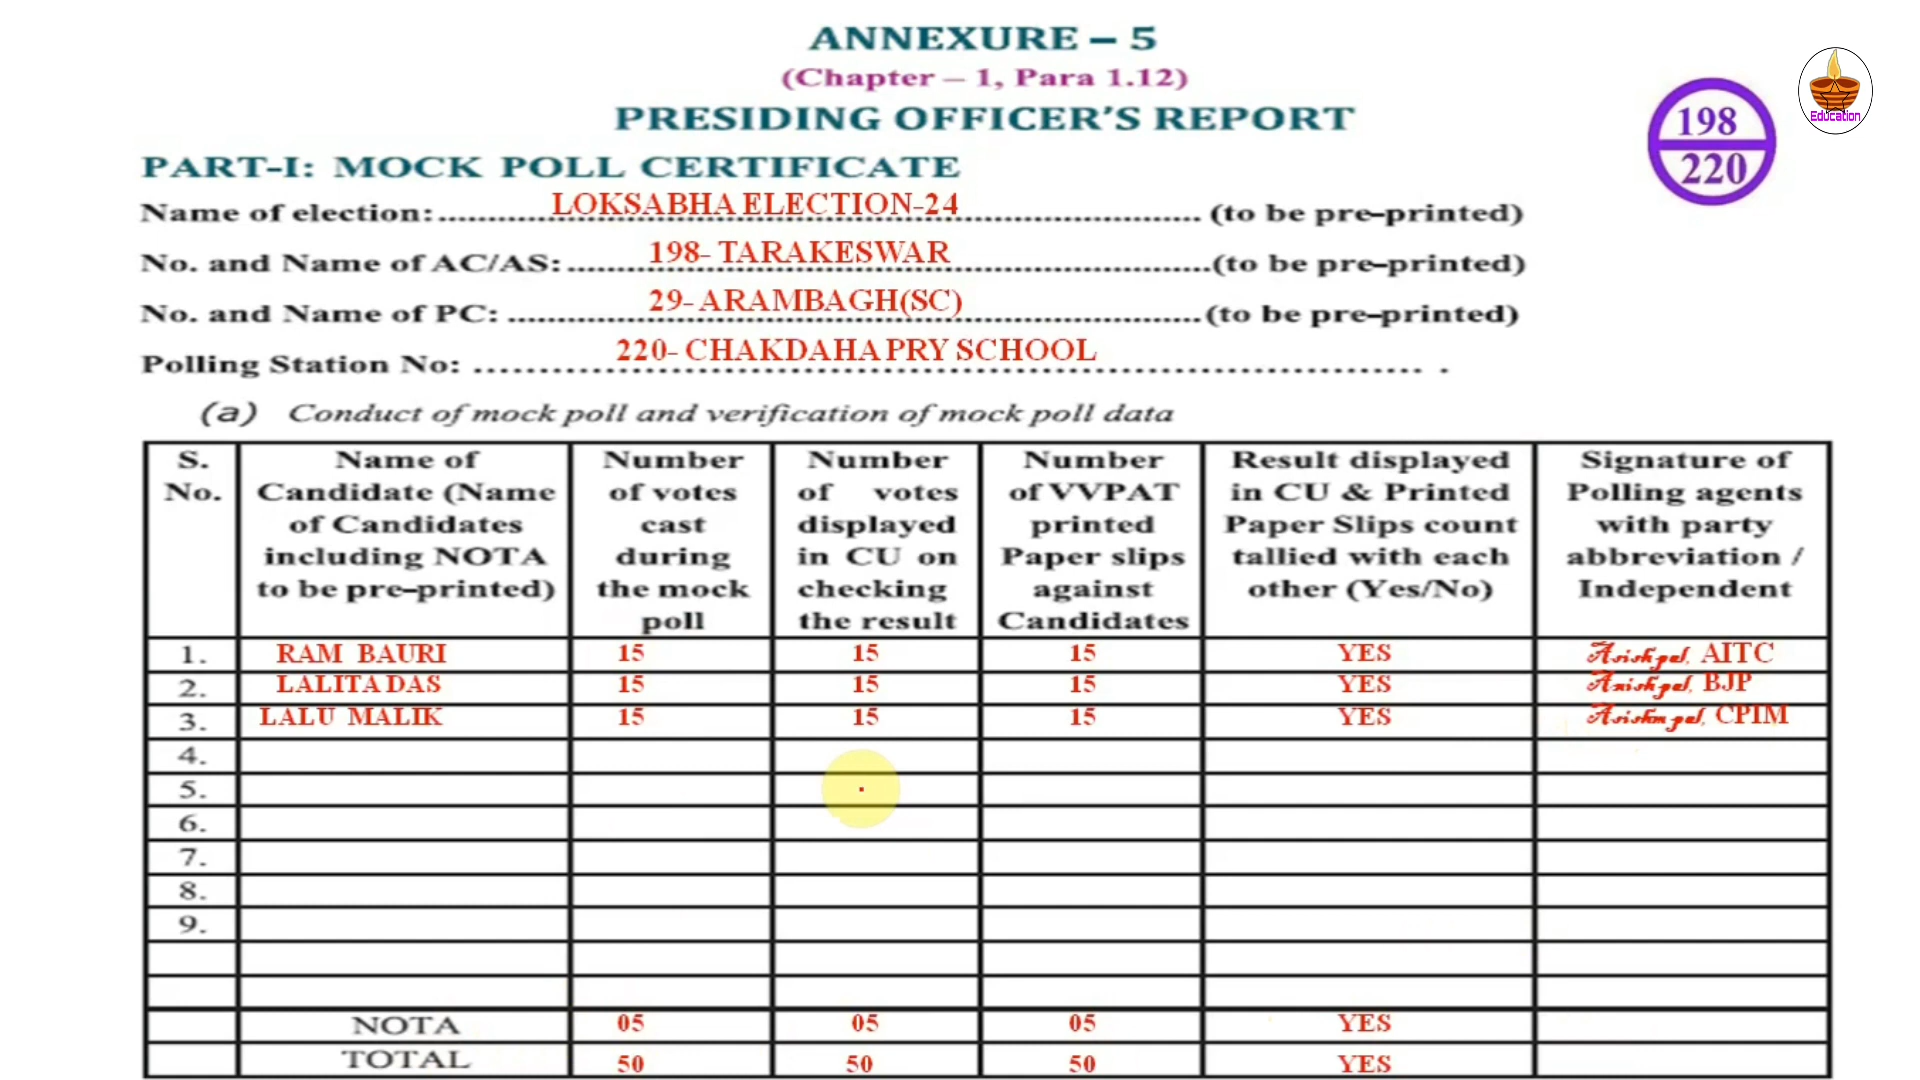 ANNEXURE – 5
(Chapter – 1, Para 1.12)
PRESIDING OFFICER'S REPORT
198
220
Education
PART-I: MOCK POLL CERTIFICATE
Name of election: LOKSABHA ELECTION-24 (to be pre-printed)
No. and Name of AC/AS: 198- TARAKESWAR (to be pre-printed)
No. and Name of PC: 29- ARAMBAGH(SC) (to be pre-printed)
Polling Station No: 220- CHAKDAHA PRY SCHOOL
(a) Conduct of mock poll and verification of mock poll data
S. No. Name of Candidate (Name of Candidates including NOTA to be pre-printed) Number of votes cast during the mock poll Number of votes displayed in CU on checking the result Number of VVPAT printed Paper slips against Candidates Result displayed in CU & Printed Paper Slips count tallied with each other (Yes/No) Signature of Polling agents with party abbreviation / Independent
1. RAM BAURI 15 15 15 YES Asish pal, AITC
2. LALITA DAS 15 15 15 YES Anish pal, BJP
3. LALU MALIK 15 15 15 YES Asishm pal, CPIM
4.
5.
6.
7.
8.
9.
NOTA 05 05 05 YES
TOTAL 50 50 50 YES